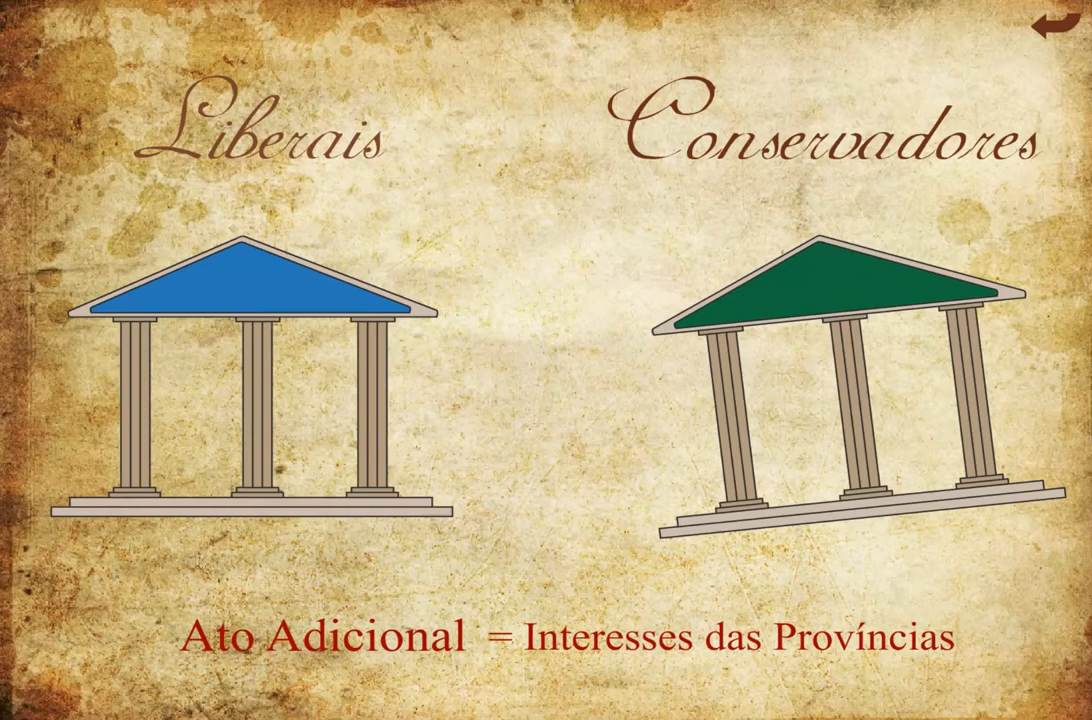 Liberais
Conservadores
Ato Adicional = Interesses das Províncias